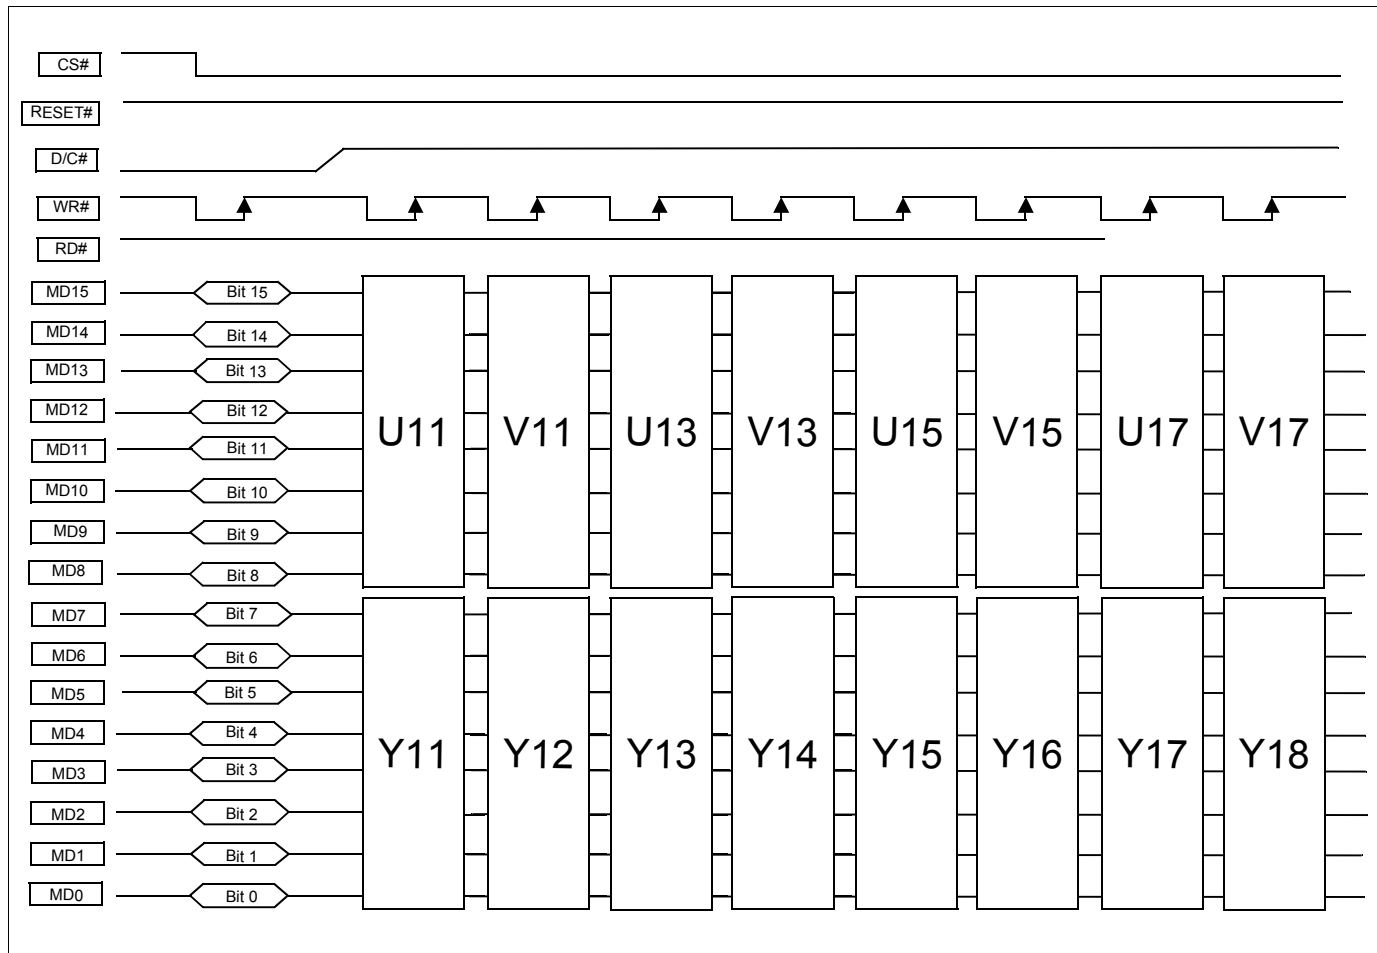 CS#
RESET#
D/C#
WR#
RD#
MD15 Bit 15
MD14 Bit 14
MD13 Bit 13
MD12 Bit 12
MD11 Bit 11
U11 V11 U13 V13 U15 V15 U17 V17
MD10 Bit 10
MD9 Bit 9
MD8 Bit 8
MD7 Bit 7
MD6 Bit 6
MD5 Bit 5
MD4 Bit 4
Y11 Y12 Y13 Y14 Y15 Y16 Y17 Y18
MD3 Bit 3
MD2 Bit 2
MD1 Bit 1
MD0 Bit 0